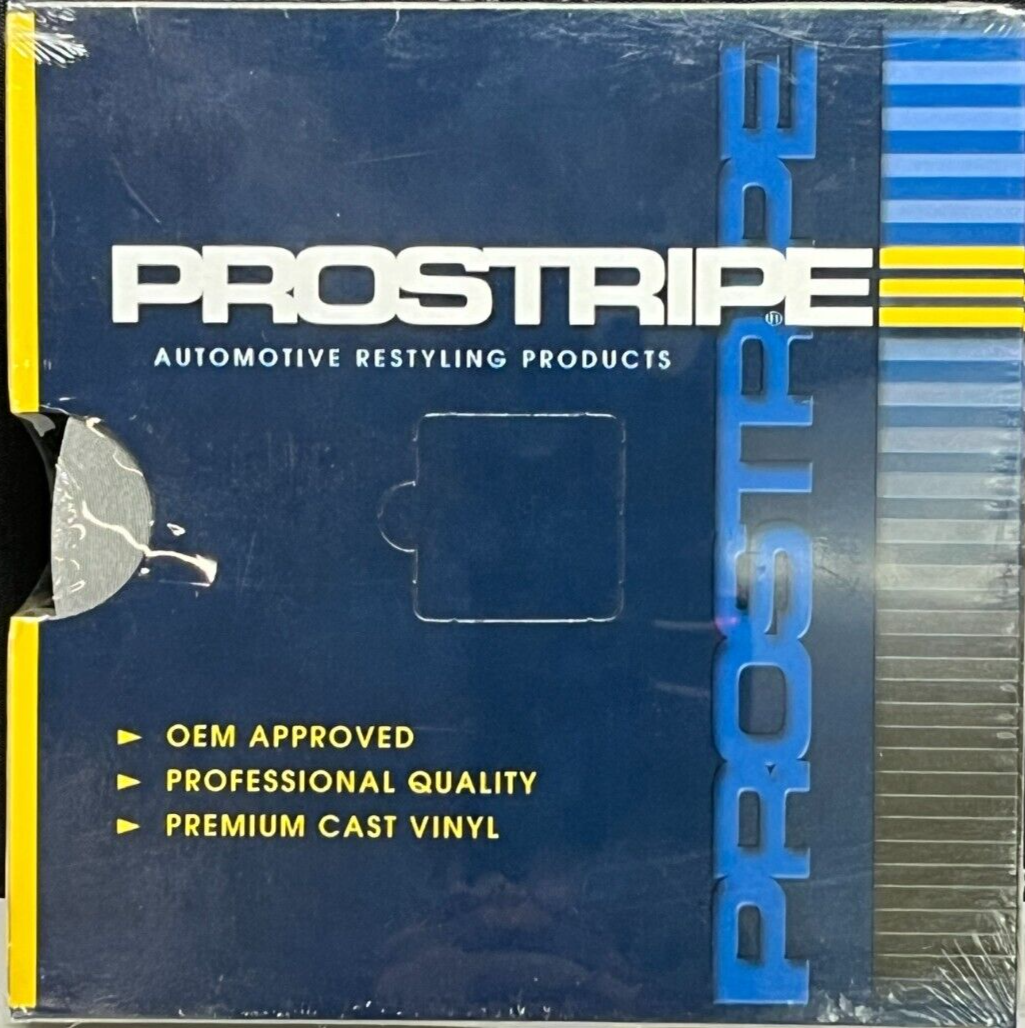 PROSTRIPE®
AUTOMOTIVE RESTYLING PRODUCTS
► OEM APPROVED
► PROFESSIONAL QUALITY
► PREMIUM CAST VINYL
PROSTRIPE